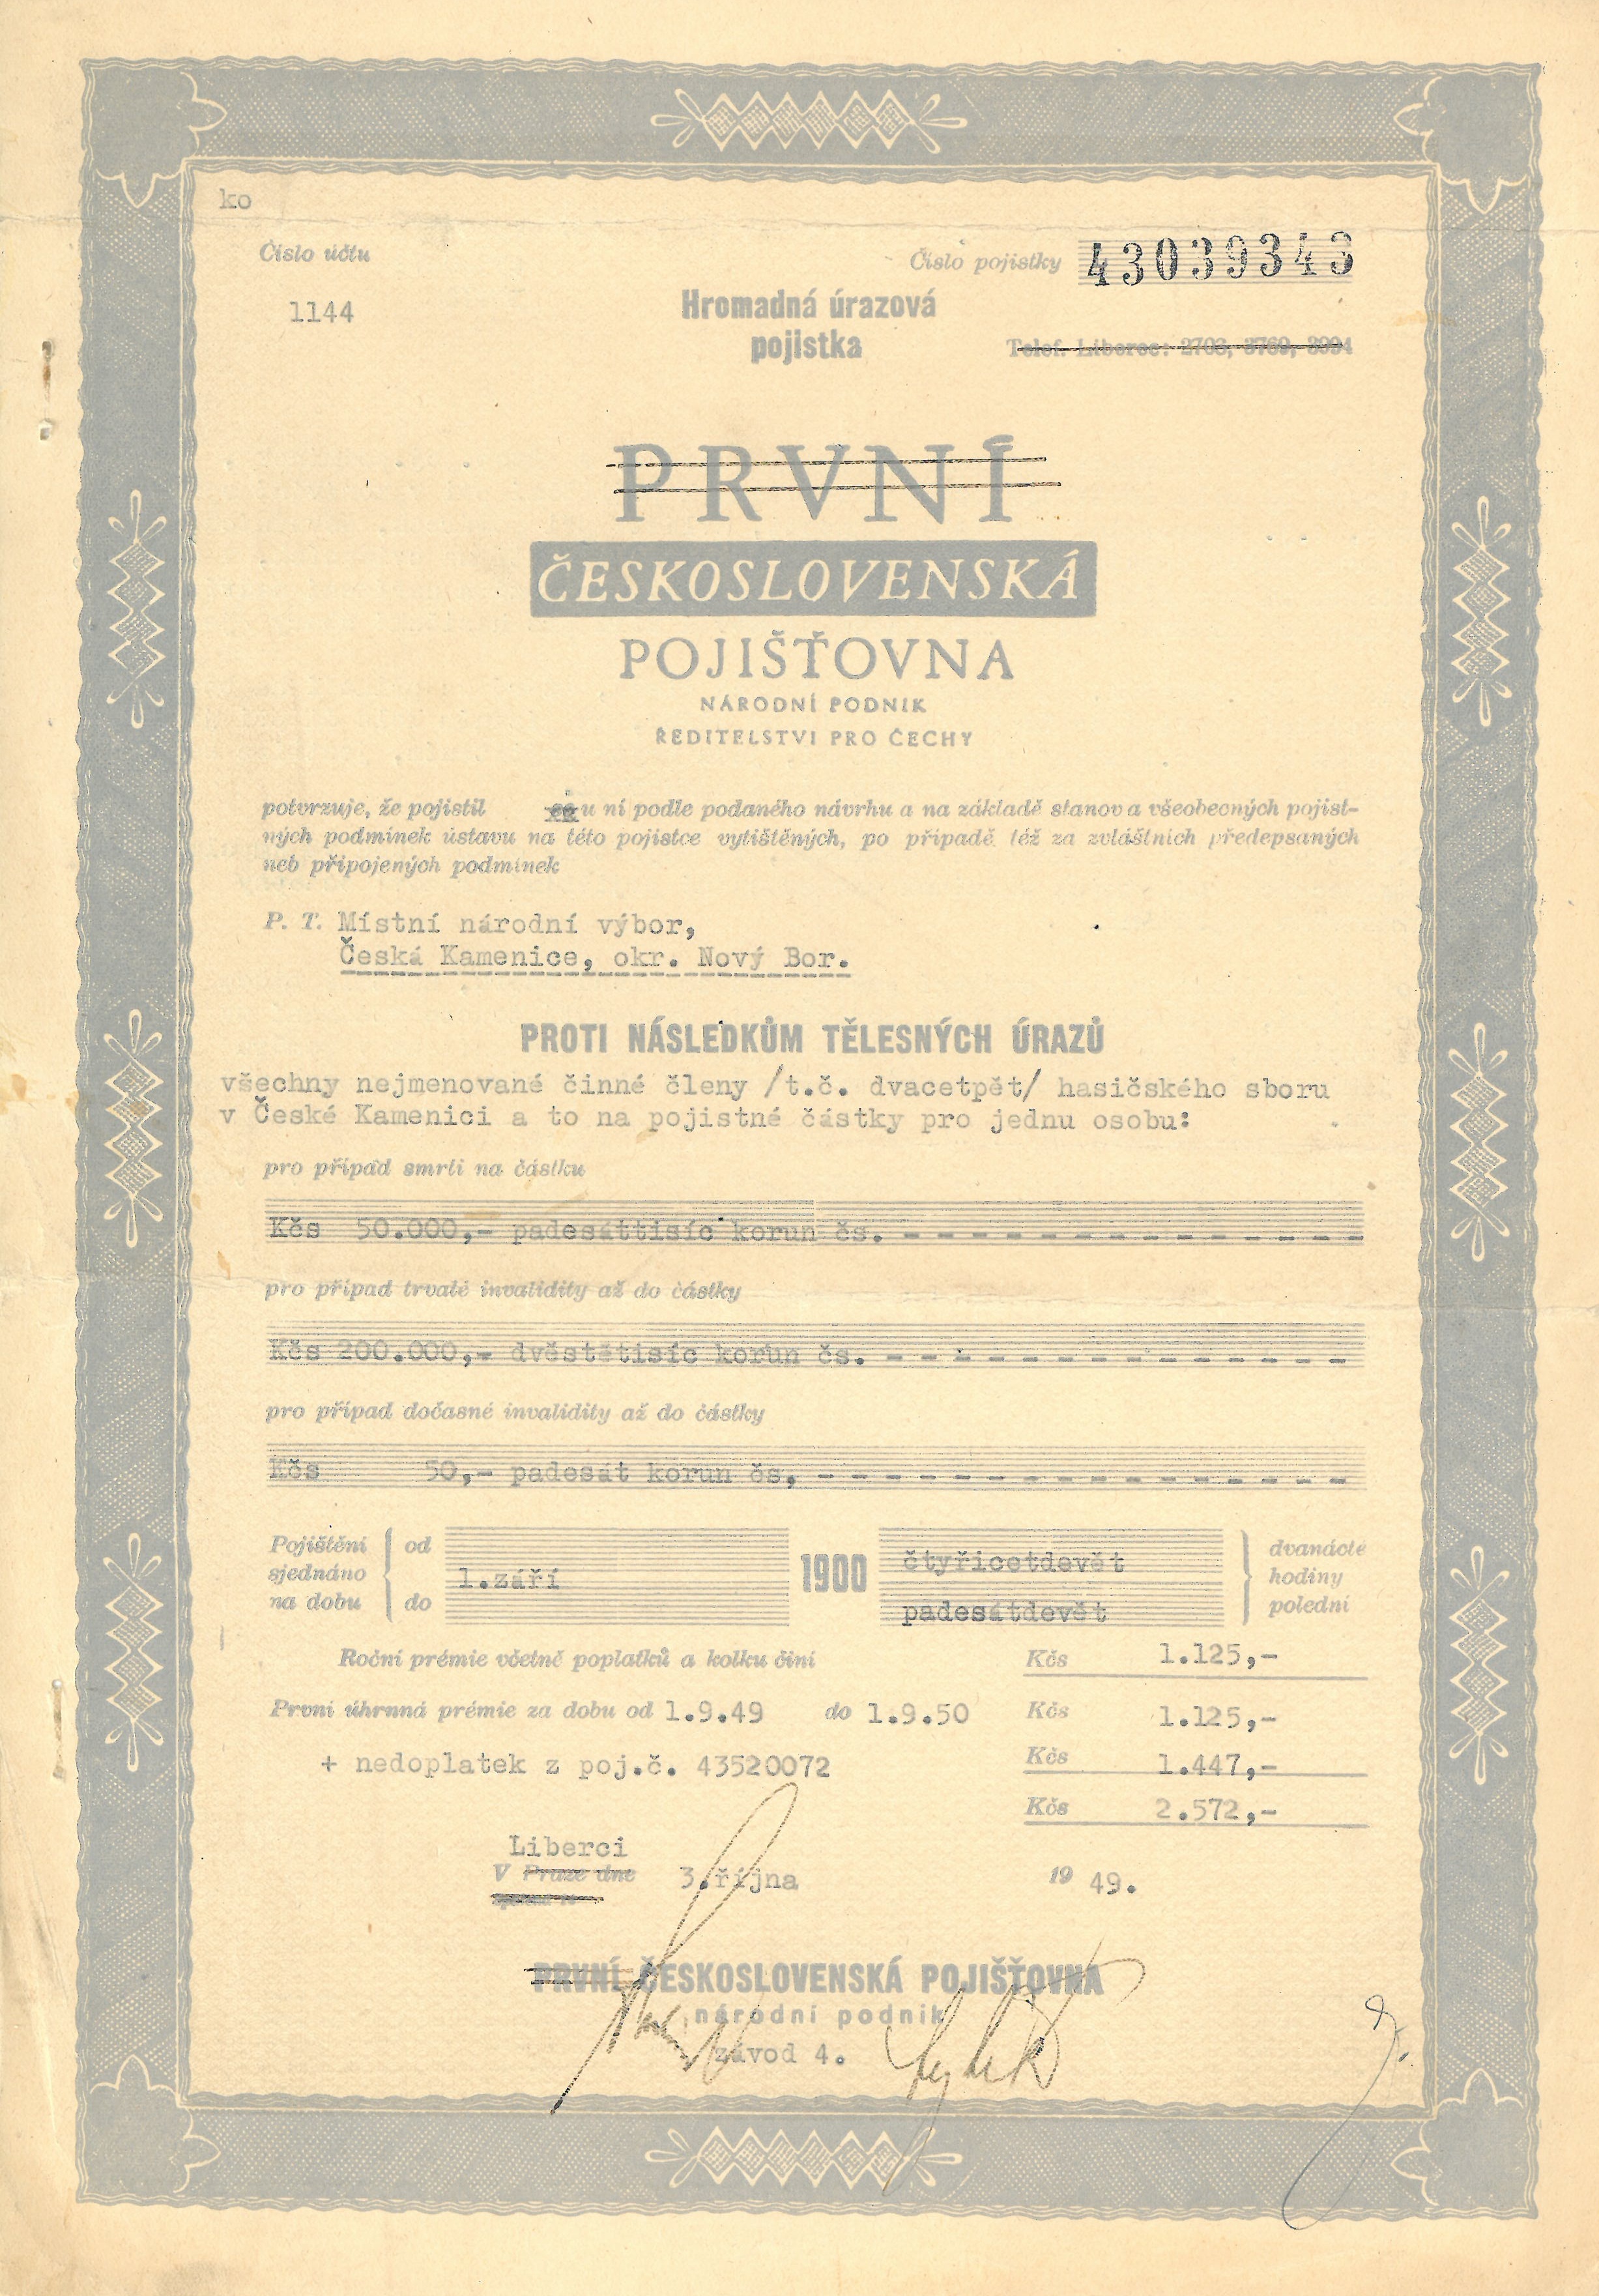 ko
Číslo účtu
Číslo pojistky 43039343
1144
Hromadná úrazová
pojistka
Telef. Liberec: 2703, 3769, 3994
PRVNÍ
ČESKOSLOVENSKÁ
POJIŠŤOVNA
NÁRODNÍ PODNIK
ŘEDITELSTVI PRO ČECHY
potvrzuje, že pojistil u ní podle podaného návrhu a na základě stanov a všeobecných pojist-
ných podmínek ústavu na této pojistce vytištěných, po případě též za zvláštních předepsaných
neb připojených podmínek
P. T. Místní národní výbor,
Česká Kamenice, okr. Nový Bor.
PROTI NÁSLEDKŮM TĚLESNÝCH ÚRAZŮ
všechny nejmenované činné členy /t.č. dvacetpět/ hasičského sboru
v České Kamenici a to na pojistné částky pro jednu osobu:
pro případ smrti na částku
Kčs 50.000,- padesáttisíc korun čs. - - - - - - - - - - - - - -
pro případ trvalé invalidity až do částky
Kčs 200.000,- dvěstětisíc korun čs. - - - - - - - - - - - - - -
pro případ dočasné invalidity až do částky
Kčs 50,- padesát korun čs. - - - - - - - - - - - - - - - -
Pojištění od čtyřicetdevět dvanácté
sjednáno 1.září 1900 hodiny
na dobu do padesátdevět polední
Roční prémie včetně poplatků a kolku činí Kčs 1.125,-
První úhrnná prémie za dobu od 1.9.49 do 1.9.50 Kčs 1.125,-
+ nedoplatek z poj.č. 43520072 Kčs 1.447,-
Kčs 2.572,-
Liberci
V Praze dne 3.října 19 49.
PRVNÍ ČESKOSLOVENSKÁ POJIŠŤOVNA
národní podnik
závod 4.